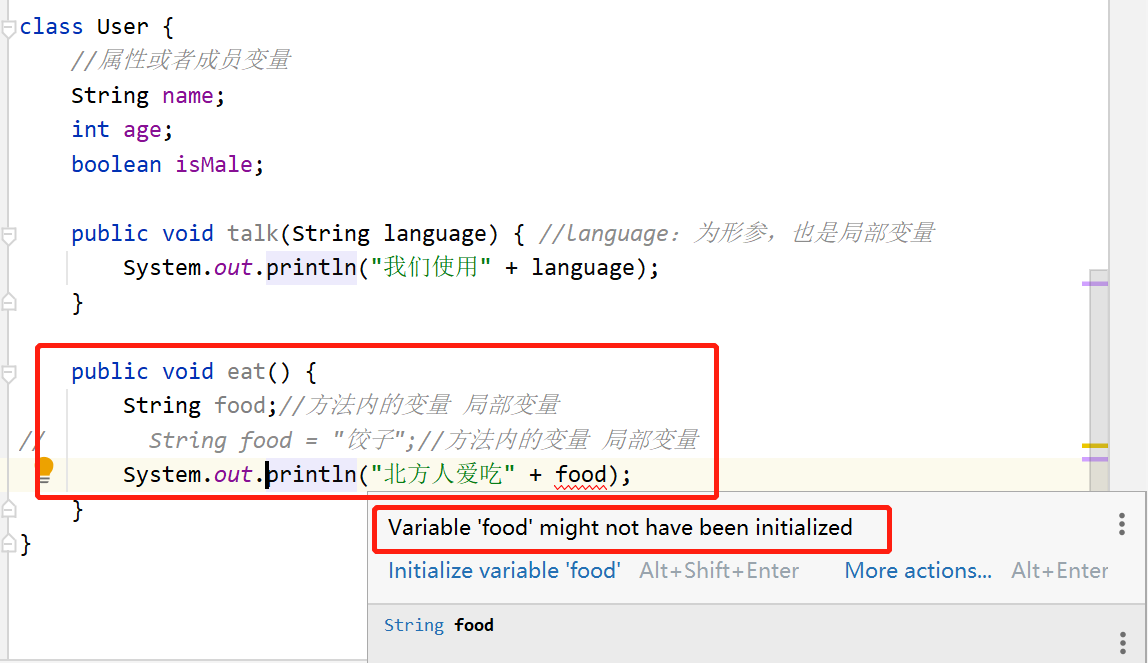 class User {
//属性或者成员变量
String name;
int age;
boolean isMale;
public void talk(String language) { //language：为形参，也是局部变量
System.out.println("我们使用" + language);
}
public void eat() {
String food;//方法内的变量 局部变量
// String food = "饺子";//方法内的变量 局部变量
System.out.println("北方人爱吃" + food);
}
}
Variable 'food' might not have been initialized
Initialize variable 'food' Alt+Shift+Enter More actions... Alt+Enter
String food